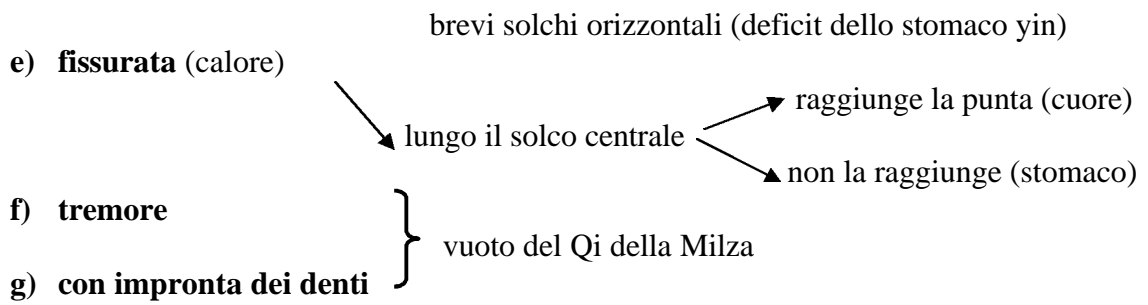 brevi solchi orizzontali (deficit dello stomaco yin)
e) fissurata (calore)
raggiunge la punta (cuore)
lungo il solco centrale
non la raggiunge (stomaco)
f) tremore
vuoto del Qi della Milza
g) con impronta dei denti